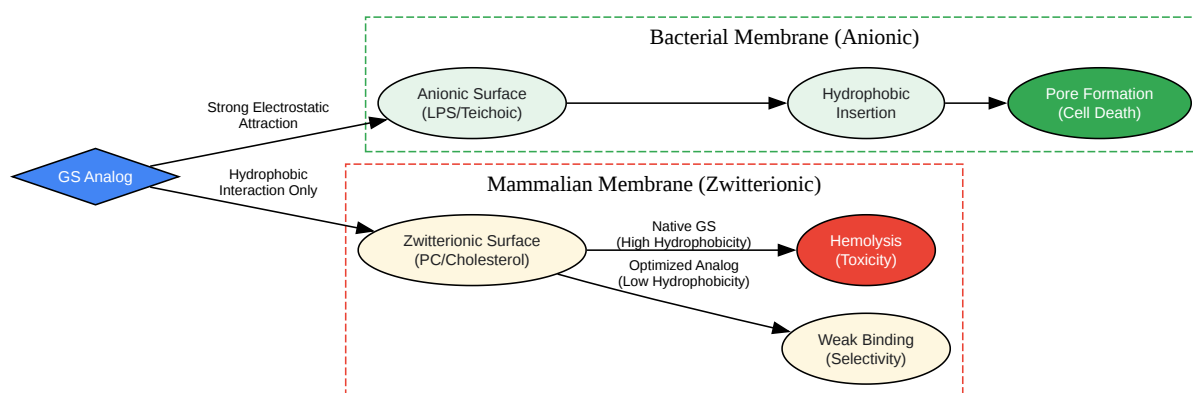 Bacterial Membrane (Anionic)
Anionic Surface
(LPS/Teichoic)
Hydrophobic
Insertion
Pore Formation
(Cell Death)
Strong Electrostatic
Attraction
GS Analog
Hydrophobic
Interaction Only
Mammalian Membrane (Zwitterionic)
Zwitterionic Surface
(PC/Cholesterol)
Native GS
(High Hydrophobicity)
Hemolysis
(Toxicity)
Optimized Analog
(Low Hydrophobicity)
Weak Binding
(Selectivity)